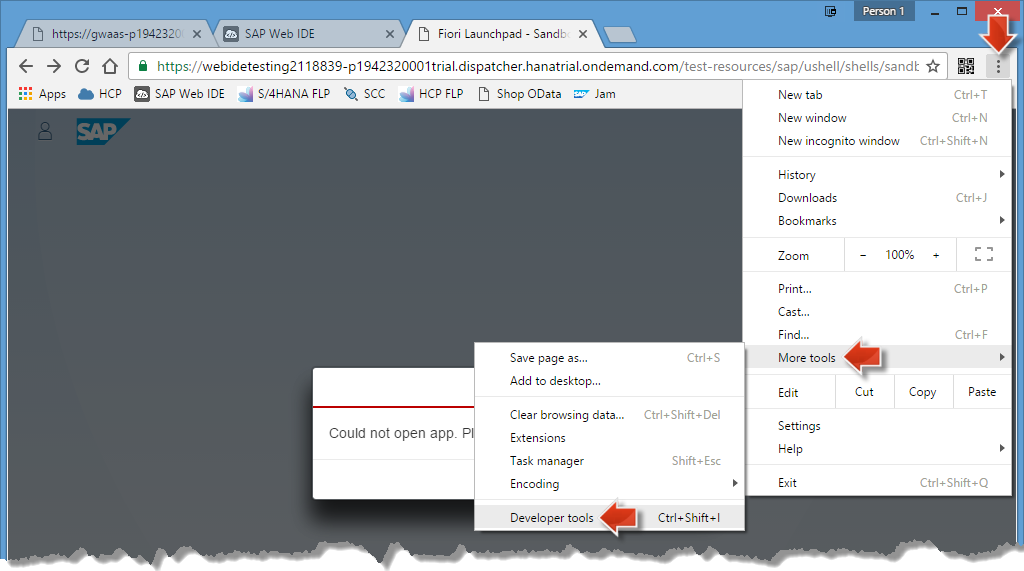 Person 1
https://gwaas-p1942320
SAP Web IDE
Fiori Launchpad - Sandb
https://webidetesting2118839-p1942320001trial.dispatcher.hanatrial.ondemand.com/test-resources/sap/ushell/shells/sandb
Apps
HCP
SAP Web IDE
S/4HANA FLP
SCC
HCP FLP
Shop OData
Jam
SAP
New tab Ctrl+T
New window Ctrl+N
New incognito window Ctrl+Shift+N
History
Downloads Ctrl+J
Bookmarks
Zoom − 100% +
Print... Ctrl+P
Cast...
Find... Ctrl+F
More tools
Edit Cut Copy Paste
Settings
Help
Exit Ctrl+Shift+Q
Save page as... Ctrl+S
Add to desktop...
Clear browsing data... Ctrl+Shift+Del
Extensions
Task manager Shift+Esc
Encoding
Developer tools Ctrl+Shift+I
Could not open app. Pl